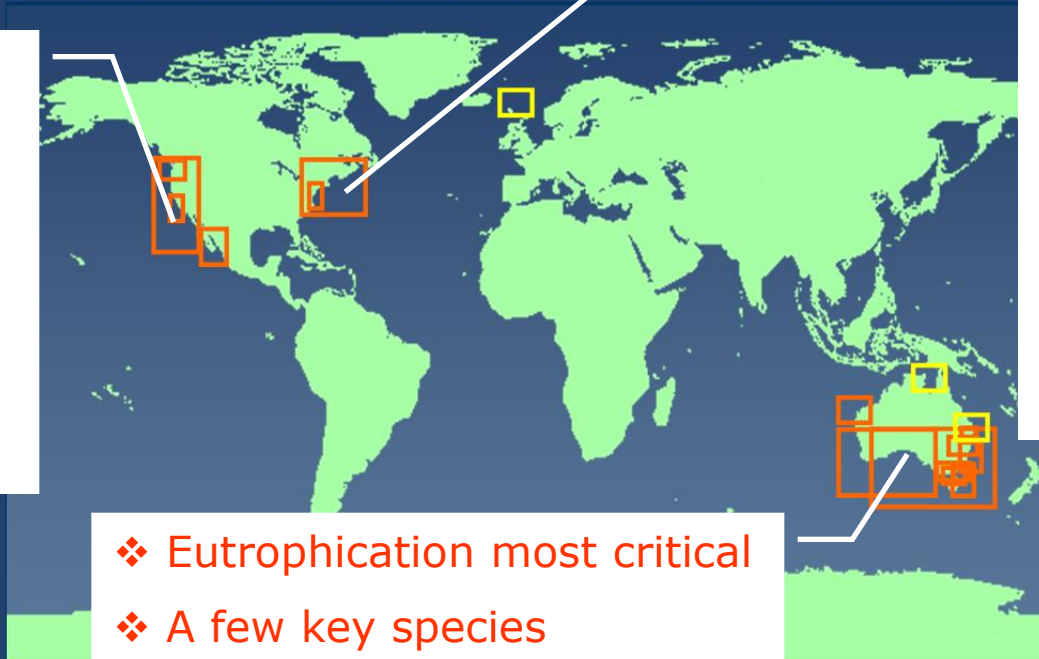 ❖ Eutrophication most critical
❖ A few key species